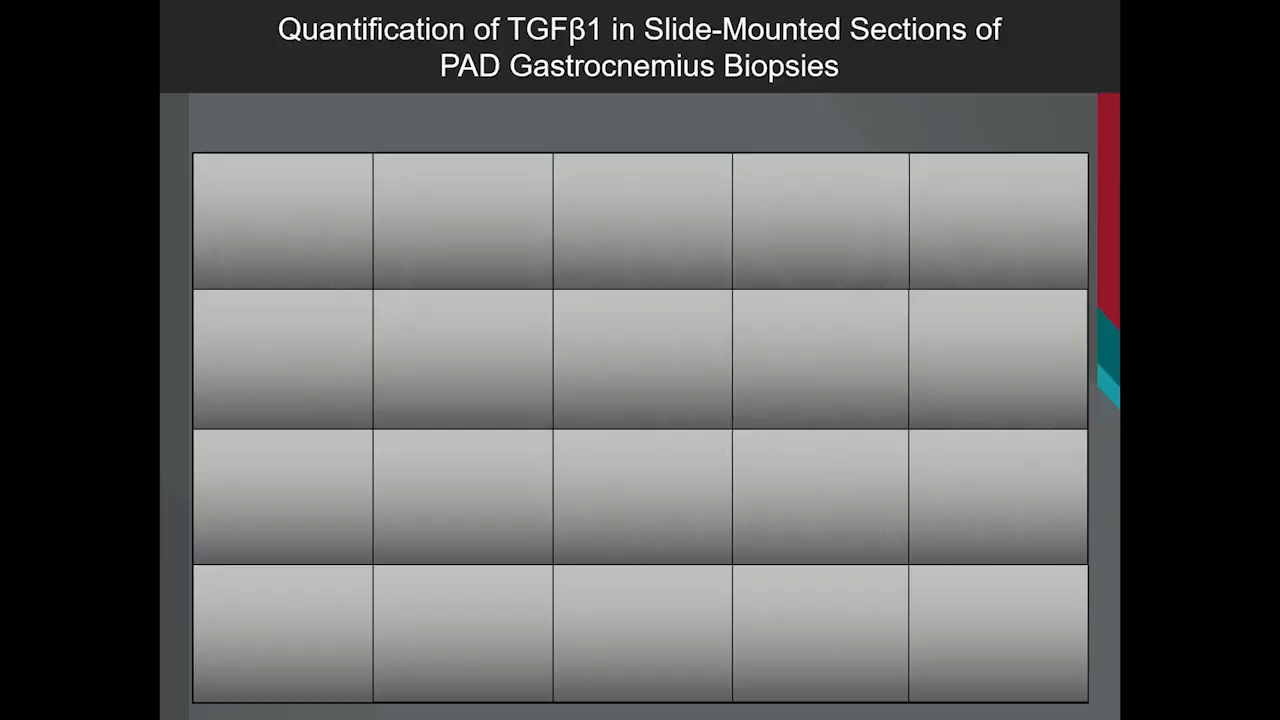 Quantification of TGFβ1 in Slide-Mounted Sections of
PAD Gastrocnemius Biopsies